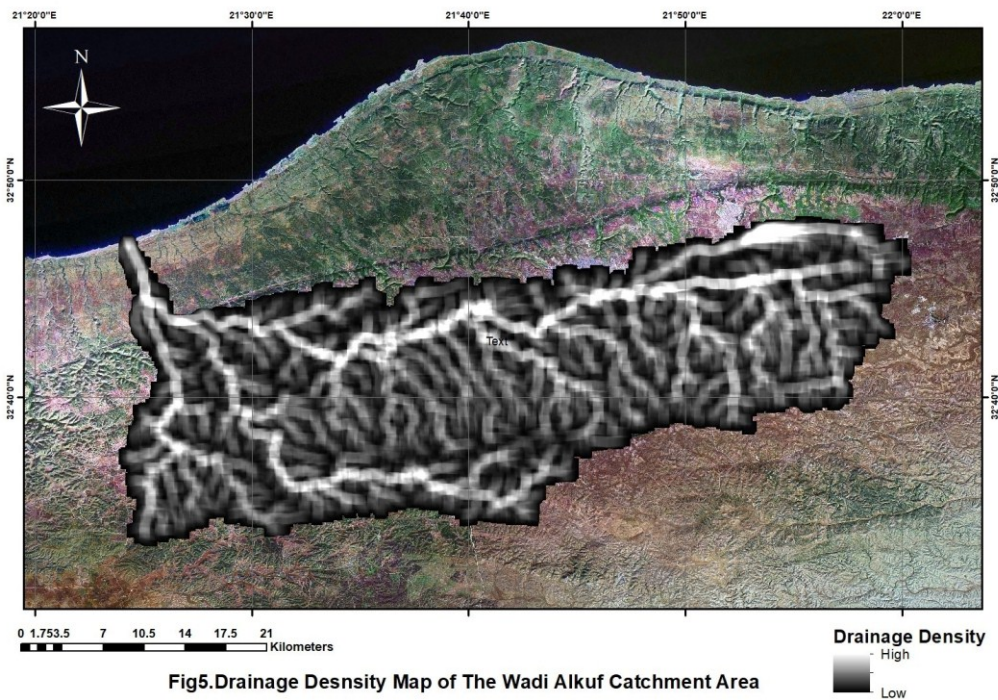 21°20'0"E 21°30'0"E 21°40'0"E 21°50'0"E 22°0'0"E
N
32°50'0"N 32°50'0"N
Text
32°40'0"N 32°40'0"N
0 1.753.5 7 10.5 14 17.5 21
Kilometers
Drainage Density
High
Low
Fig5.Drainage Desnsity Map of The Wadi Alkuf Catchment Area